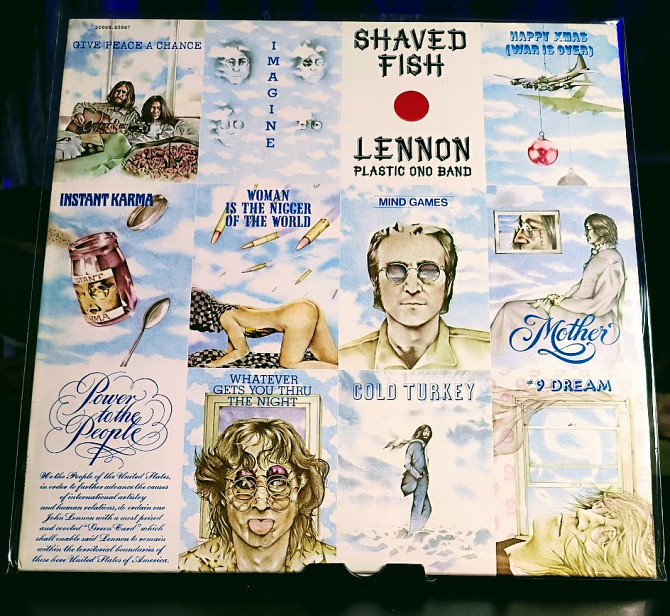 GIVE PEACE A CHANCE
IMAGINE
SHAVED
FISH
LENNON
PLASTIC ONO BAND
HAPPY XMAS
(WAR IS OVER)
INSTANT KARMA
WOMAN
IS THE NIGGER
OF THE WORLD
MIND GAMES
Mother
Power
to the
People
We the People of the United States,
in order to further advance the causes
of international artistry
and human relations, do ordain one
John Lennon with a most prized
and coveted "Green Card" which
shall enable said Lennon to remain
within the territorial boundaries of
these here United States of America.
WHATEVER
GETS YOU THRU
THE NIGHT
COLD TURKEY
#9 DREAM